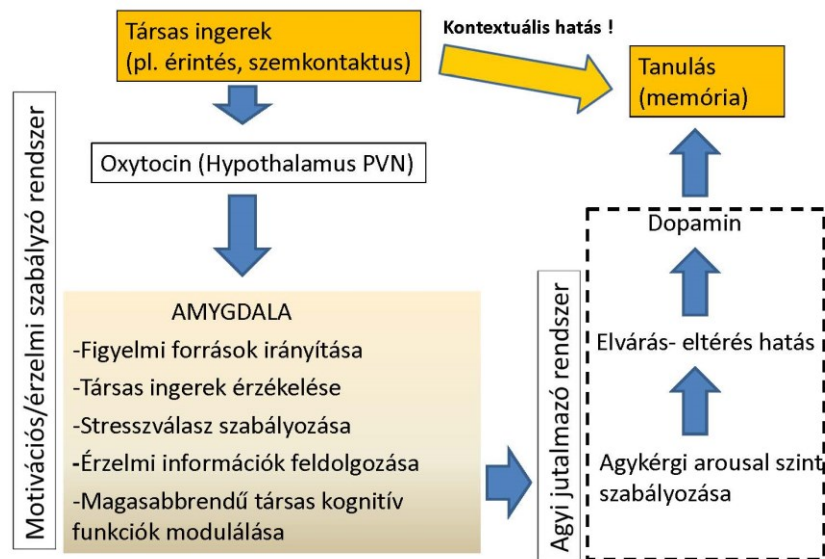 Társas ingerek
(pl. érintés, szemkontaktus)
Kontextuális hatás !
Tanulás
(memória)
Motivációs/érzelmi szabályzó rendszer
Oxytocin (Hypothalamus PVN)
AMYGDALA
-Figyelmi források irányítása
-Társas ingerek érzékelése
-Stresszválasz szabályozása
-Érzelmi információk feldolgozása
-Magasabbrendű társas kognitív
funkciók modulálása
Agyi jutalmazó rendszer
Dopamin
Elvárás- eltérés hatás
Agykérgi arousal szint
szabályozása